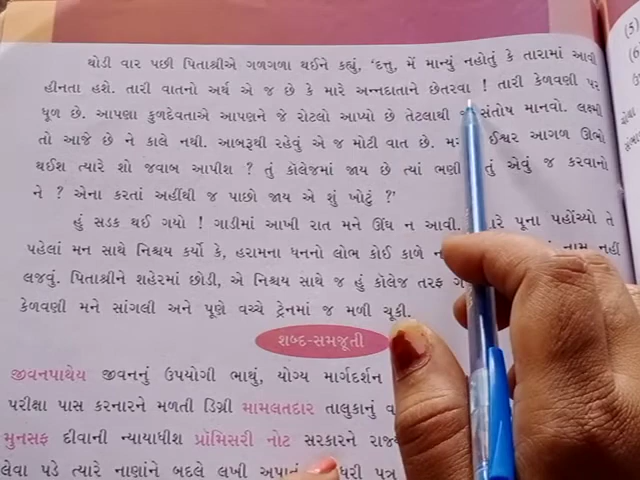 થોડી વાર પછી પિતાશ્રીએ ગળગળા થઈને કહ્યું, ‘દત્તુ, મેં માન્યું નહોતું કે તારામાં આવી
હીનતા હશે. તારી વાતનો અર્થ એ જ છે કે મારે અન્નદાતાને છેતરવા ! તારી કેળવણી પર
ધૂળ છે. આપણા કુળદેવતાએ આપણને જે રોટલો આપ્યો છે તેટલાથી જ સંતોષ માનવો. લક્ષ્મી
તો આજે છે ને કાલે નથી. આબરૂથી રહેવું એ જ મોટી વાત છે. ઈશ્વર આગળ ઊભો
થઈશ ત્યારે શો જવાબ આપીશ ? તું કૉલેજમાં જાય છે ત્યાં ભણી તું એવું જ કરવાનો
ને ? એના કરતાં અહીંથી જ પાછો જાય એ શું ખોટું ?’
હું સડક થઈ ગયો ! ગાડીમાં આખી રાત મને ઊંઘ ન આવી. પૂના પહોંચ્યો તે
પહેલાં મન સાથે નિશ્ચય કર્યો કે, હરામના ધનનો લોભ કોઈ કાળે નામ નહીં
લજવું. પિતાશ્રીને શહેરમાં છોડી, એ નિશ્ચય સાથે જ હું કૉલેજ તરફ
કેળવણી મને સાંગલી અને પૂણે વચ્ચે ટ્રેનમાં જ મળી ચૂકી.
શબ્દ-સમજૂતી
જીવનપાથેય જીવનનું ઉપયોગી ભાથું, યોગ્ય માર્ગદર્શન
પરીક્ષા પાસ કરનારને મળતી ડિગ્રી મામલતદાર તાલુકાનું
મુનસફ દીવાની ન્યાયાધીશ પ્રૉમિસરી નોટ સરકારને
લેવા પડે ત્યારે નાણાંને બદલે લખી પત્ર
(5)
(6)